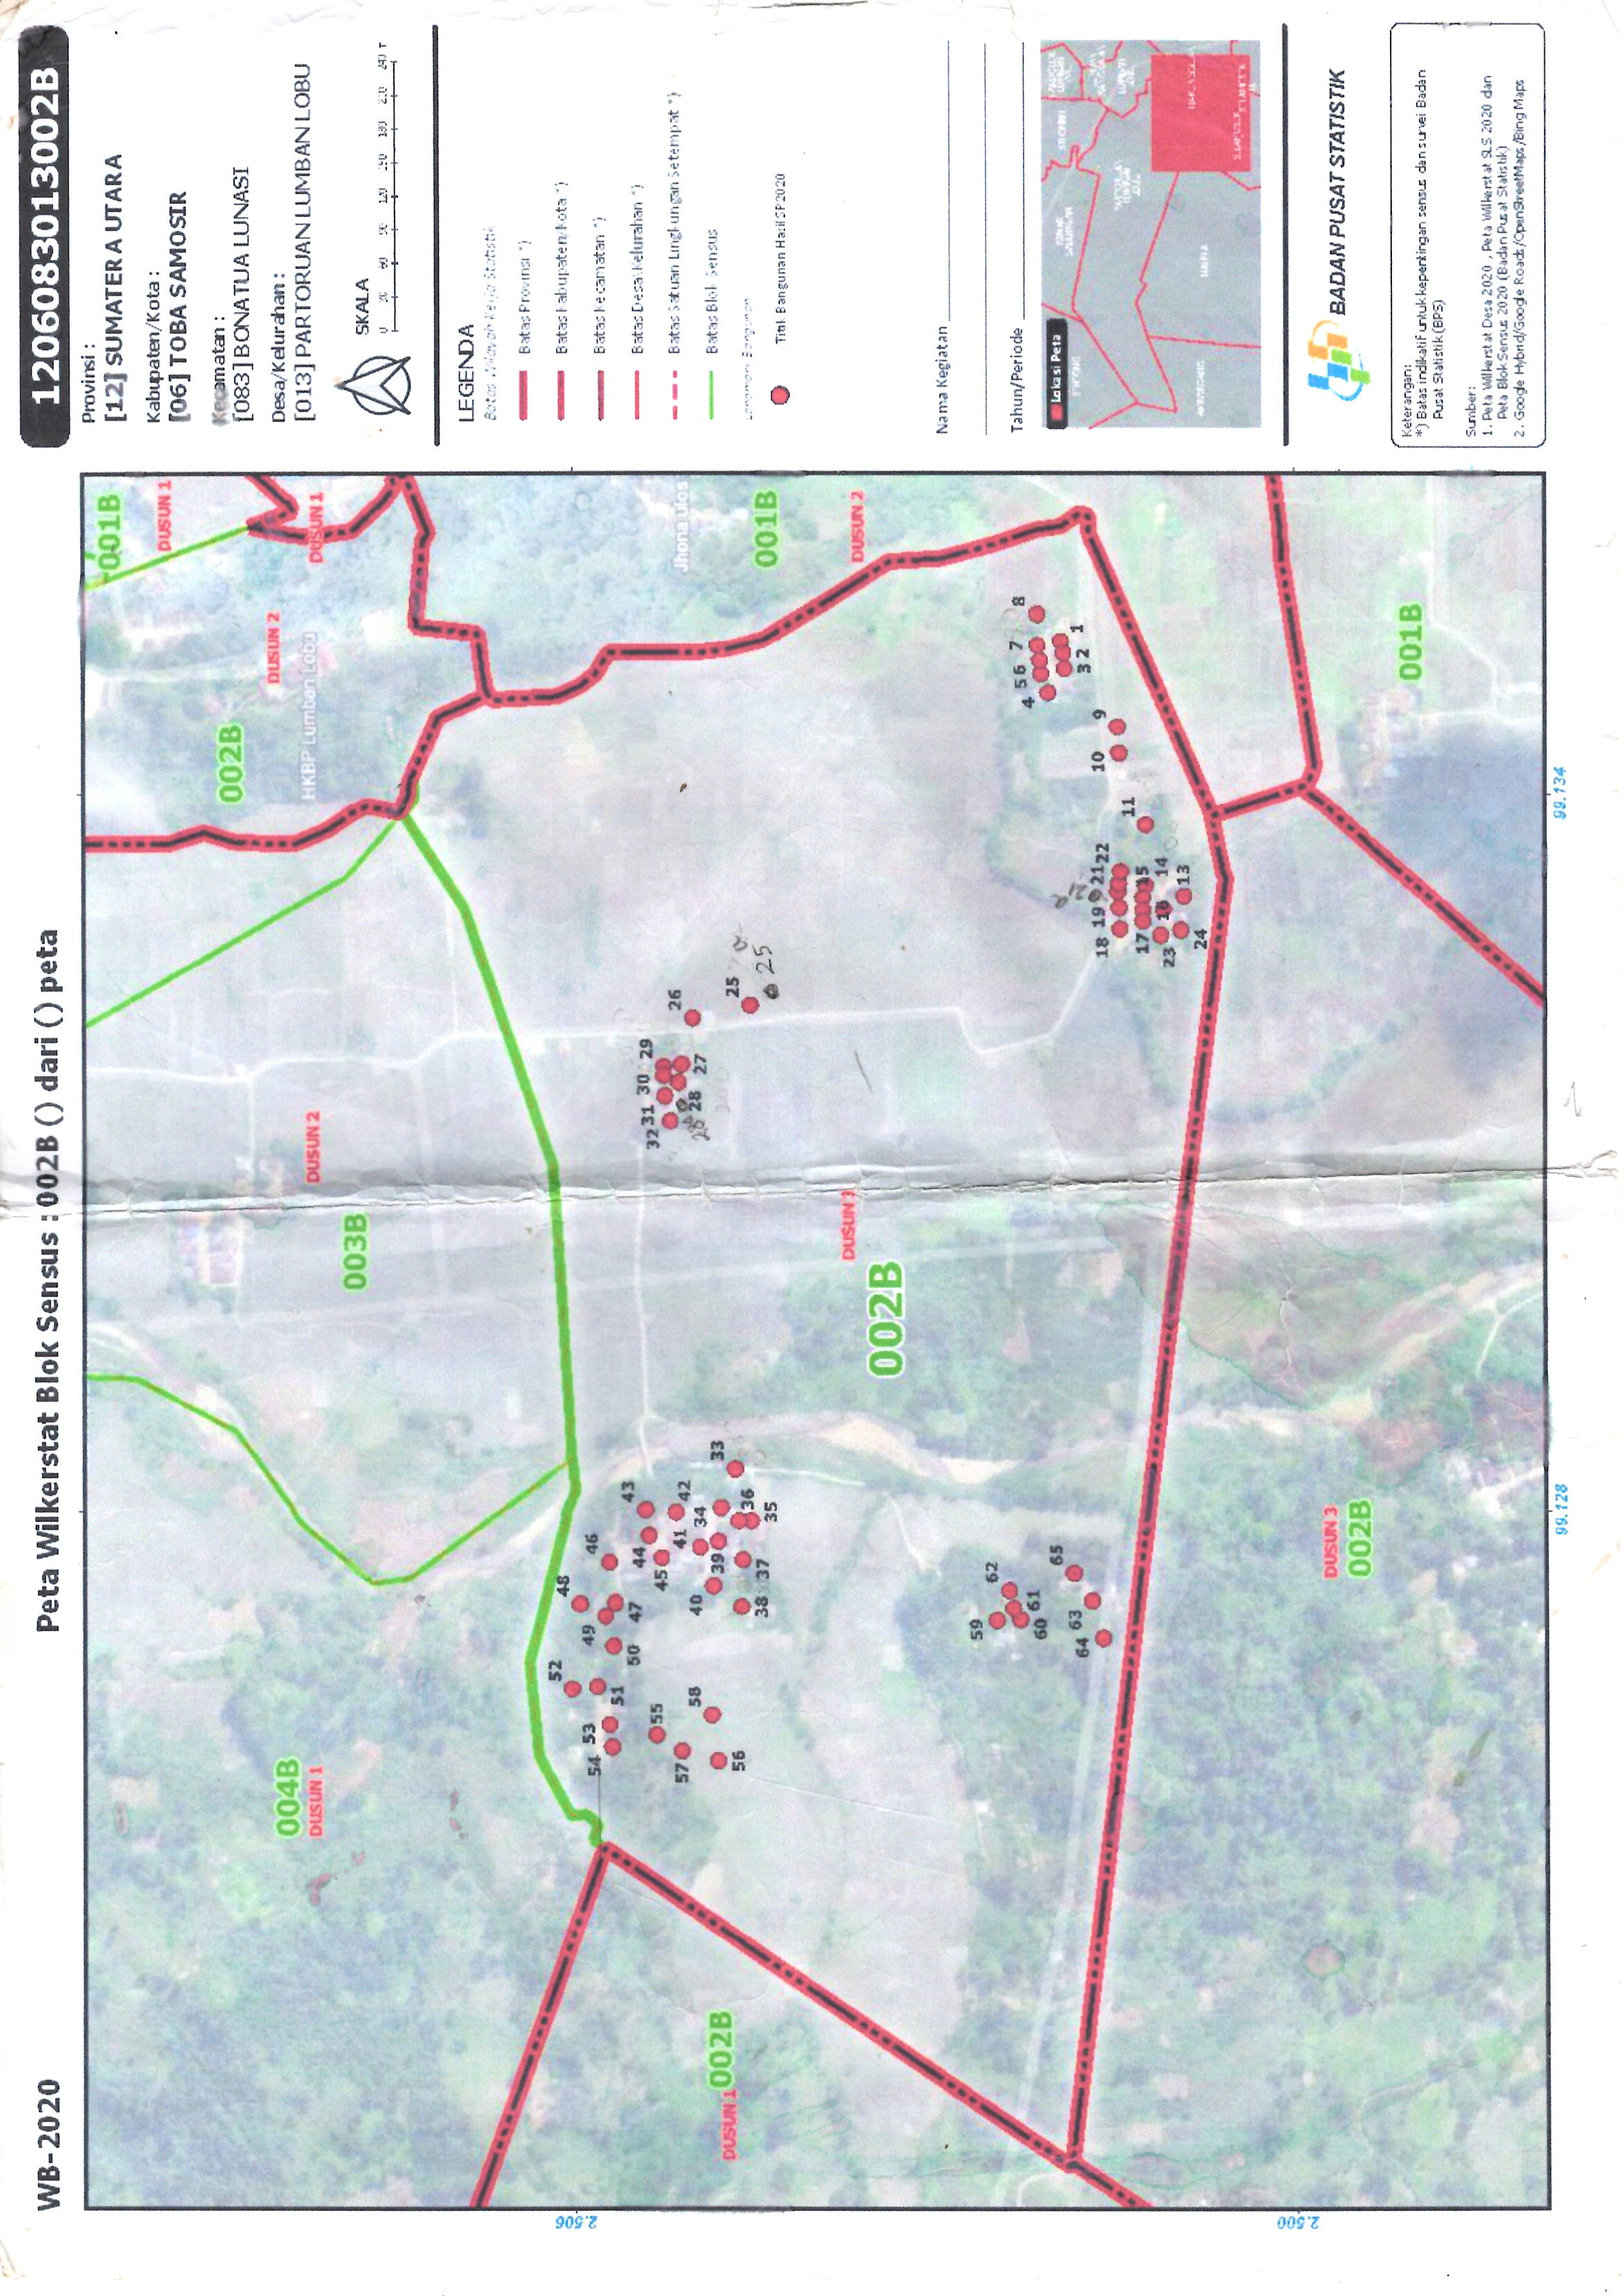 WB-2020
Peta Wilkerstat Blok Sensus : 002B () dari () peta
1206083013002B
Provinsi :
[12] SUMATERA UTARA
Kabupaten/Kota :
[06] TOBA SAMOSIR
Kecamatan :
[083] BONATUA LUNASI
Desa/Kelurahan :
[013] PARTORUAN LUMBAN LOBU
SKALA
0 30 60 90 120 150 180 210 240
LEGENDA
Batas Wilayah Kerja Statistik
Batas Provinsi *)
Batas Kabupaten/Kota *)
Batas Kecamatan *)
Batas Desa\Kelurahan *)
Batas Satuan Lingkungan Setempat *)
Batas Blok Sensus
Landmark Bangunan
Titik Bangunan Hasil SP2020
Nama Kegiatan
Tahun/Periode
Lokasi Peta
BADAN PUSAT STATISTIK
Keterangan:
*) Batas indikatif untuk kepentingan sensus dan survei Badan
Pusat Statistik (BPS)
Sumber:
1. Peta Wilkerstat Desa 2020 , Peta Wilkerstat SLS 2020 dan
Peta Blok Sensus 2020 (Badan Pusat Statistik)
2. Google Hybrid/Google Roads/OpenStreetMaps/Bing Maps
001B
DUSUN 1
002B
DUSUN 2
HKBP Lumban Lobu
DUSUN 1
004B
DUSUN 1
DUSUN 2
003B
2.506
52
48
54 53
49
46
51
50
47
44
43
45
55
57
58
41
42
40
34
39
33
56
36
38
37
35
32 31 30 29
28
27
26
25
25 a
Jhona ulos
DUSUN 1 002B
001B
DUSUN 3
DUSUN 2
002B
59
62
60
61
65
64 63
4 5 6 7 8
3 2 1
21 a
18 19 21 22
10 9
11
17
15
23
16
14
24
13
2.500
DUSUN 3
002B
001B
99.128
99.134